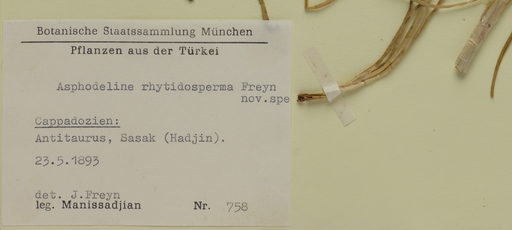 Botanische Staatssammlung München
Pflanzen aus der Türkei
Asphodeline rhytidosperma Freyn
nov.spe
Cappadozien:
Antitaurus, Sasak (Hadjin).
23.5.1893
det. J.Freyn
leg. Manissadjian Nr. 758